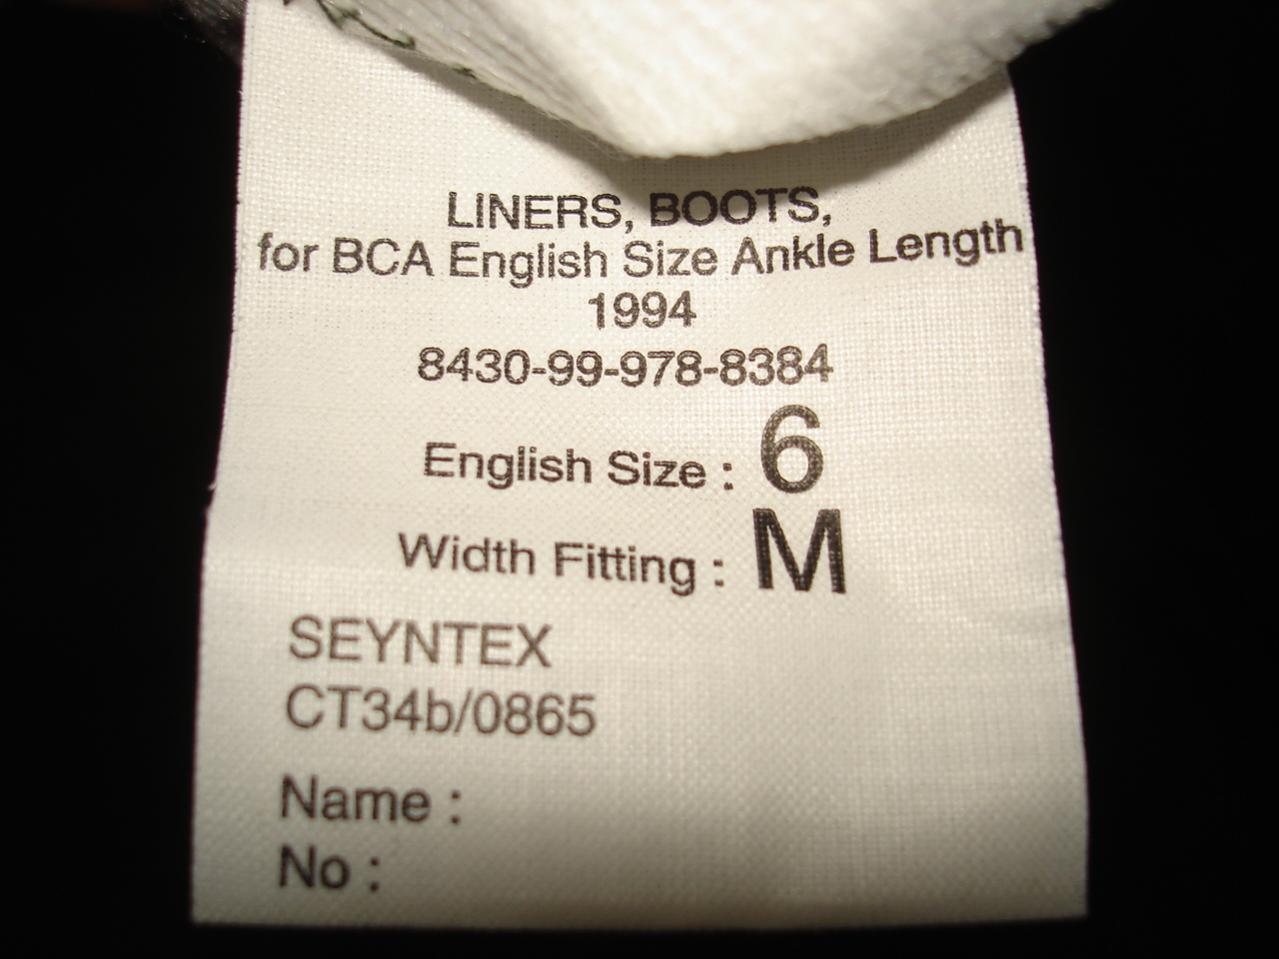 LINERS, BOOTS,
for BCA English Size Ankle Length
1994
8430-99-978-8384
English Size : 6
Width Fitting : M
SEYNTEX
CT34b/0865
Name :
No :